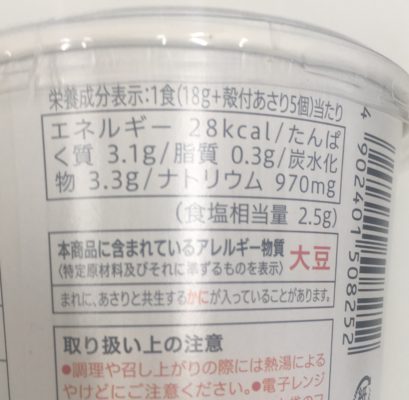 栄養成分表示:1食(18g+殻付あさり5個)当たり
エネルギー 28kcal/たんぱ
く質 3.1g/脂質 0.3g/炭水化
物 3.3g/ナトリウム 970mg
(食塩相当量 2.5g)
本商品に含まれているアレルギー物質
(特定原材料及びそれに準ずるものを表示)
大豆
まれに、あさりと共生するかにが入っていることがあります。
取り扱い上の注意
●調理や召し上がりの際には熱湯による
やけどにご注意ください。●電子レンジ
4 902401 508252